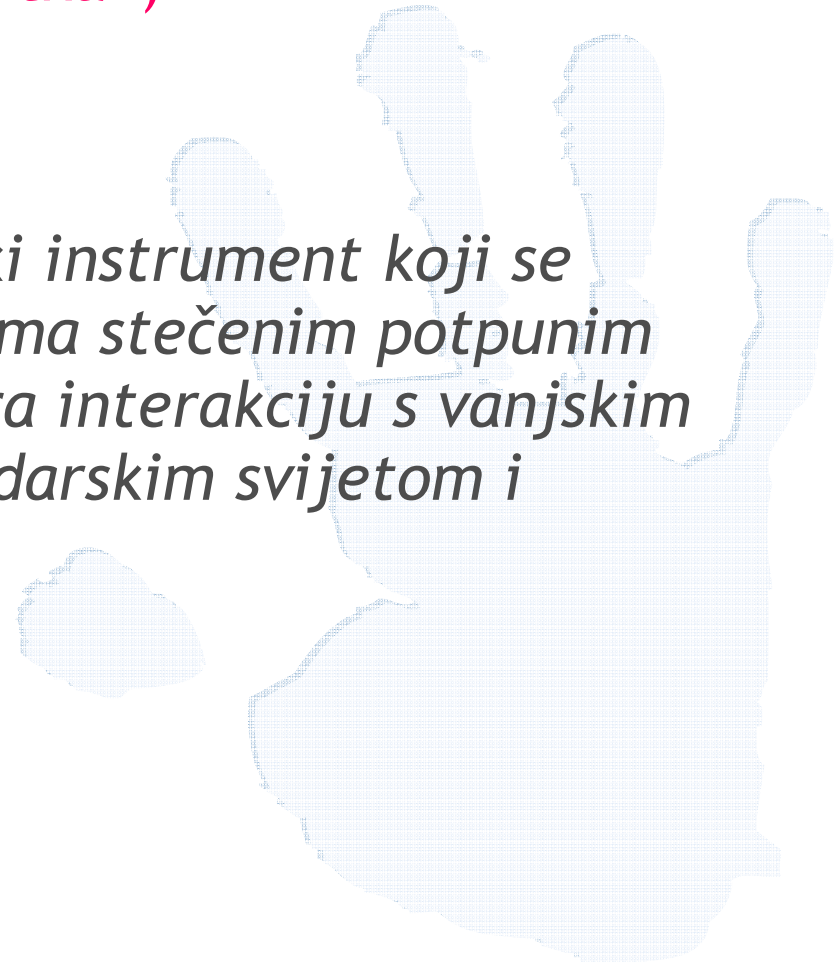 ki instrument koji se
ma stečenim potpunim
ra interakciju s vanjskim
darskim svijetom i